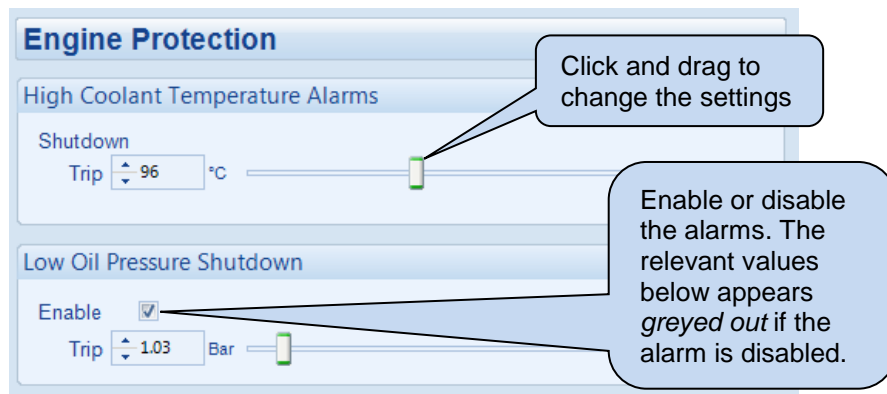 Engine Protection
Click and drag to
change the settings
High Coolant Temperature Alarms
Shutdown
Trip 96 °C
Enable or disable
the alarms. The
relevant values
below appears
greyed out if the
alarm is disabled.
Low Oil Pressure Shutdown
Enable
Trip 1.03 Bar